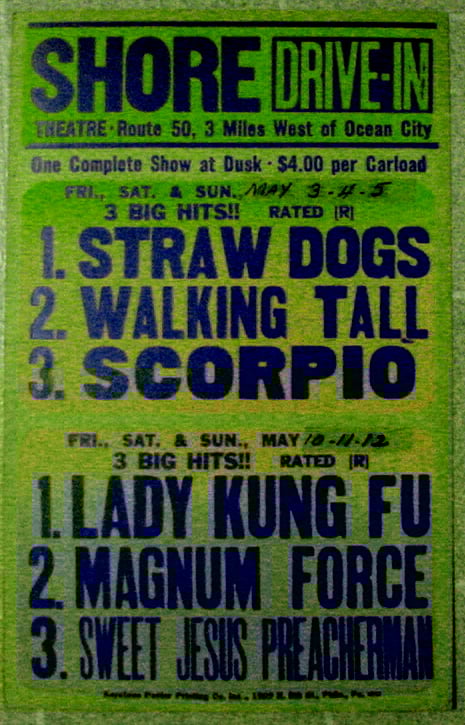 SHORE DRIVE-IN
THEATRE · Route 50, 3 Miles West of Ocean City
One Complete Show at Dusk · $4.00 per Carload
FRI., SAT. & SUN., MAY 3-4-5
3 BIG HITS!! RATED [R]
1. STRAW DOGS
2. WALKING TALL
3. SCORPIO
FRI., SAT. & SUN., MAY 10-11-12
3 BIG HITS!! RATED [R]
1. LADY KUNG FU
2. MAGNUM FORCE
3. SWEET JESUS PREACHERMAN
Poster Printing Co.